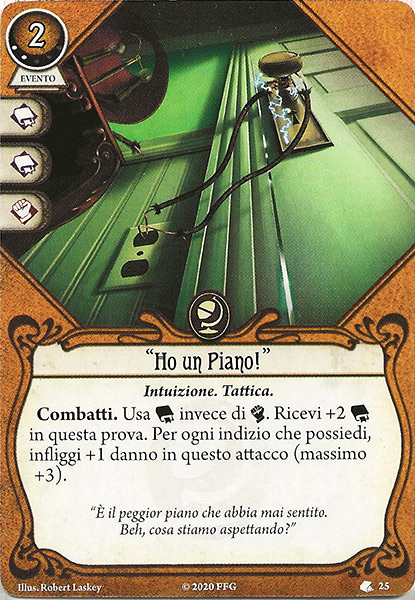 2
EVENTO
“Ho un Piano!”
Intuizione. Tattica.
Combatti. Usa invece di . Ricevi +2
in questa prova. Per ogni indizio che possiedi,
infliggi +1 danno in questo attacco (massimo
+3).
“È il peggior piano che abbia mai sentito.
Beh, cosa stiamo aspettando?”
Illus. Robert Laskey © 2020 FFG 25